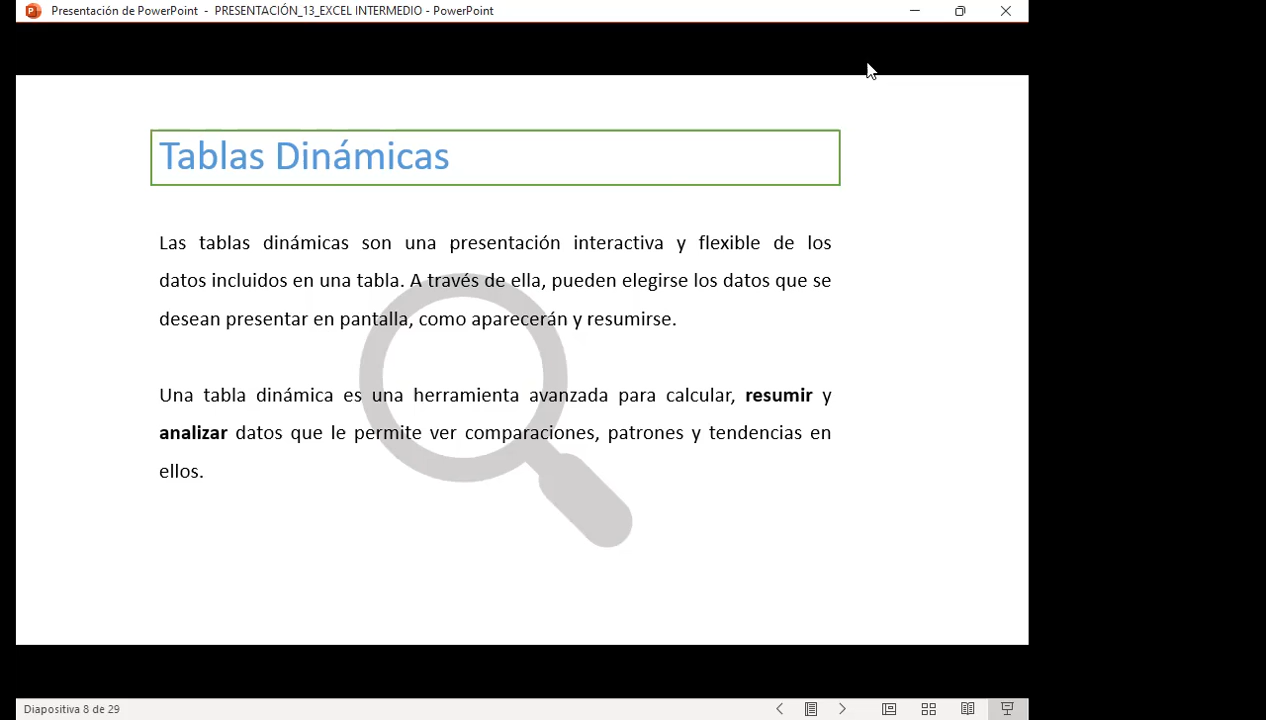 Presentación de PowerPoint - PRESENTACIÓN_13_EXCEL INTERMEDIO - PowerPoint
Tablas Dinámicas
Las tablas dinámicas son una presentación interactiva y flexible de los
datos incluidos en una tabla. A través de ella, pueden elegirse los datos que se
desean presentar en pantalla, como aparecerán y resumirse.
Una tabla dinámica es una herramienta avanzada para calcular, resumir y
analizar datos que le permite ver comparaciones, patrones y tendencias en
ellos.
Diapositiva 8 de 29